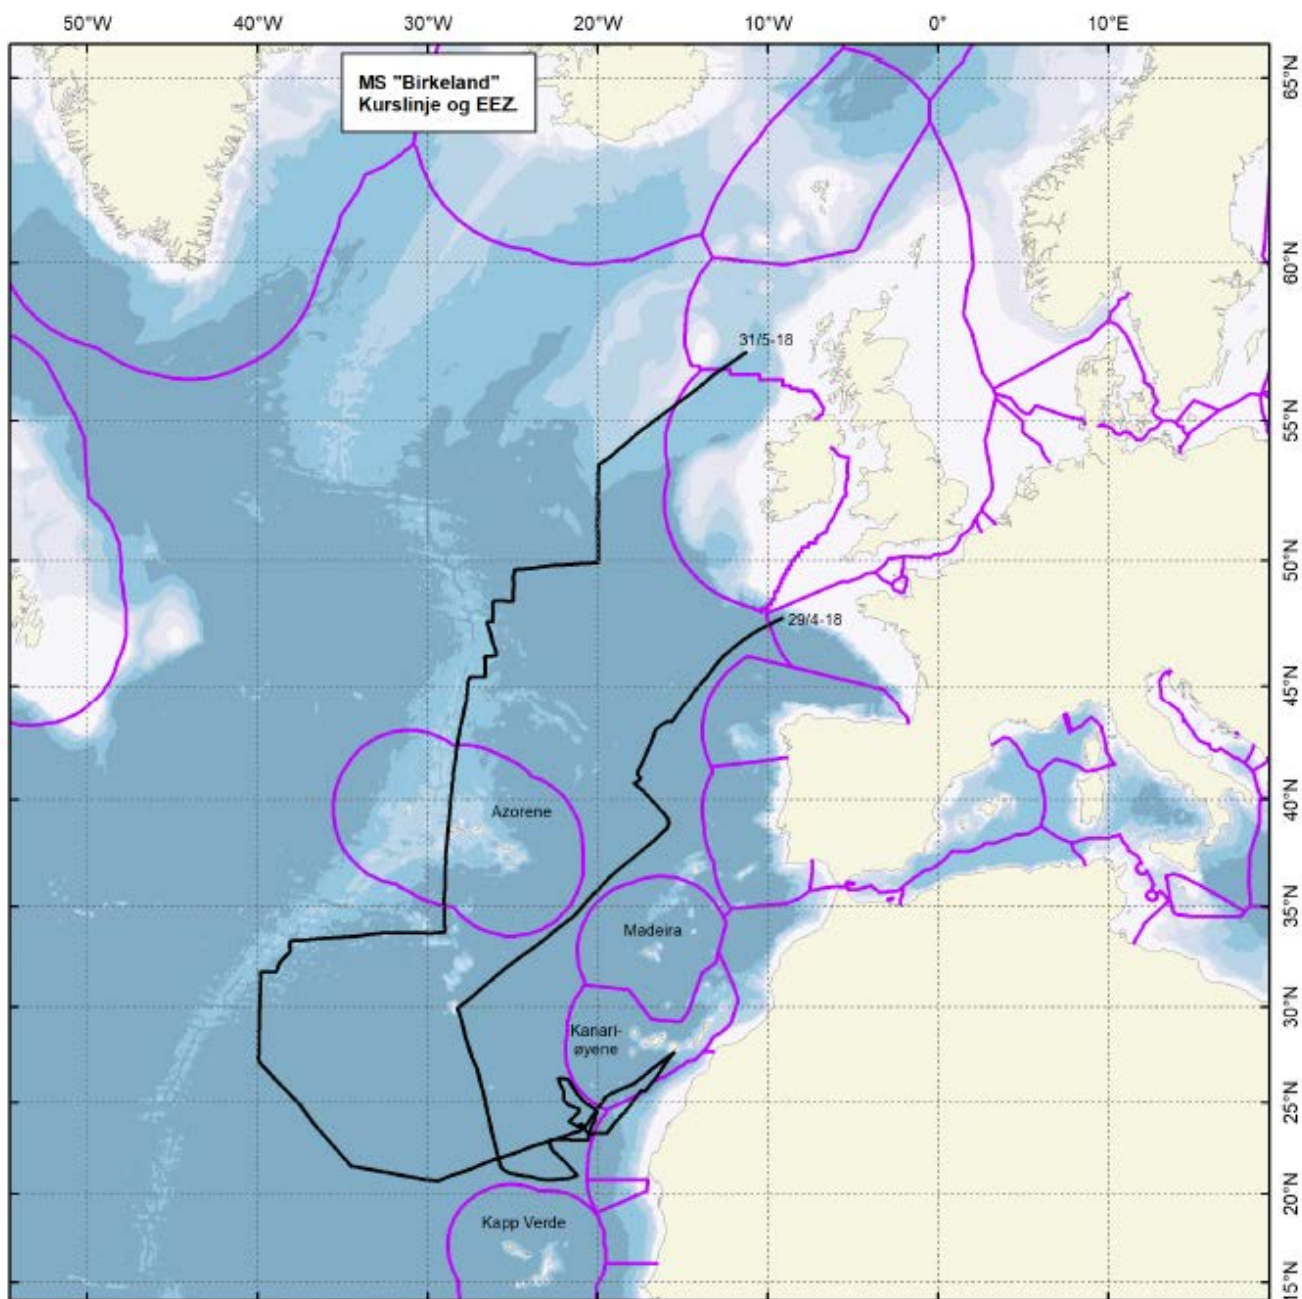 50°W 40°W 30°W 20°W 10°W 0° 10°E
MS "Birkeland"
Kurslinje og EEZ.
65°N
60°N
31/5-18
55°N
50°N
29/4-18
45°N
40°N
Azorene
35°N
Madeira
30°N
Kanari-
øyene
25°N
20°N
Kapp Verde
15°N